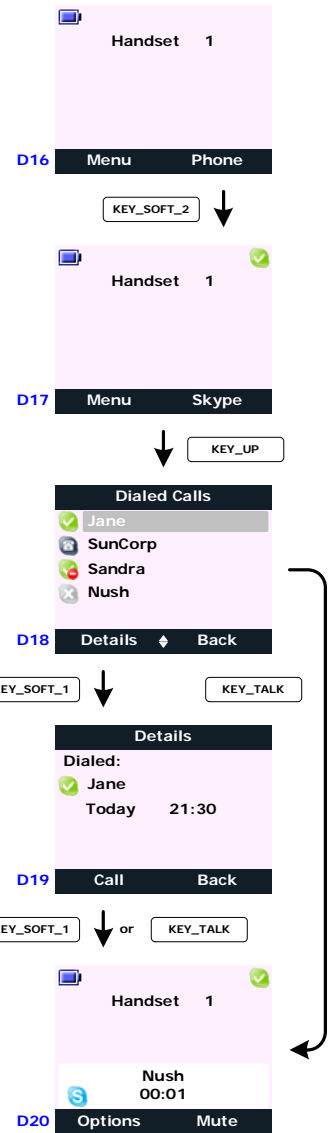 Handset 1
D16 Menu Phone
KEY_SOFT_2
Handset 1
D17 Menu Skype
KEY_UP
Dialed Calls
Jane
SunCorp
Sandra
Nush
D18 Details Back
EY_SOFT_1 KEY_TALK
Details
Dialed:
Jane
Today 21:30
D19 Call Back
EY_SOFT_1 or KEY_TALK
Handset 1
Nush
00:01
D20 Options Mute